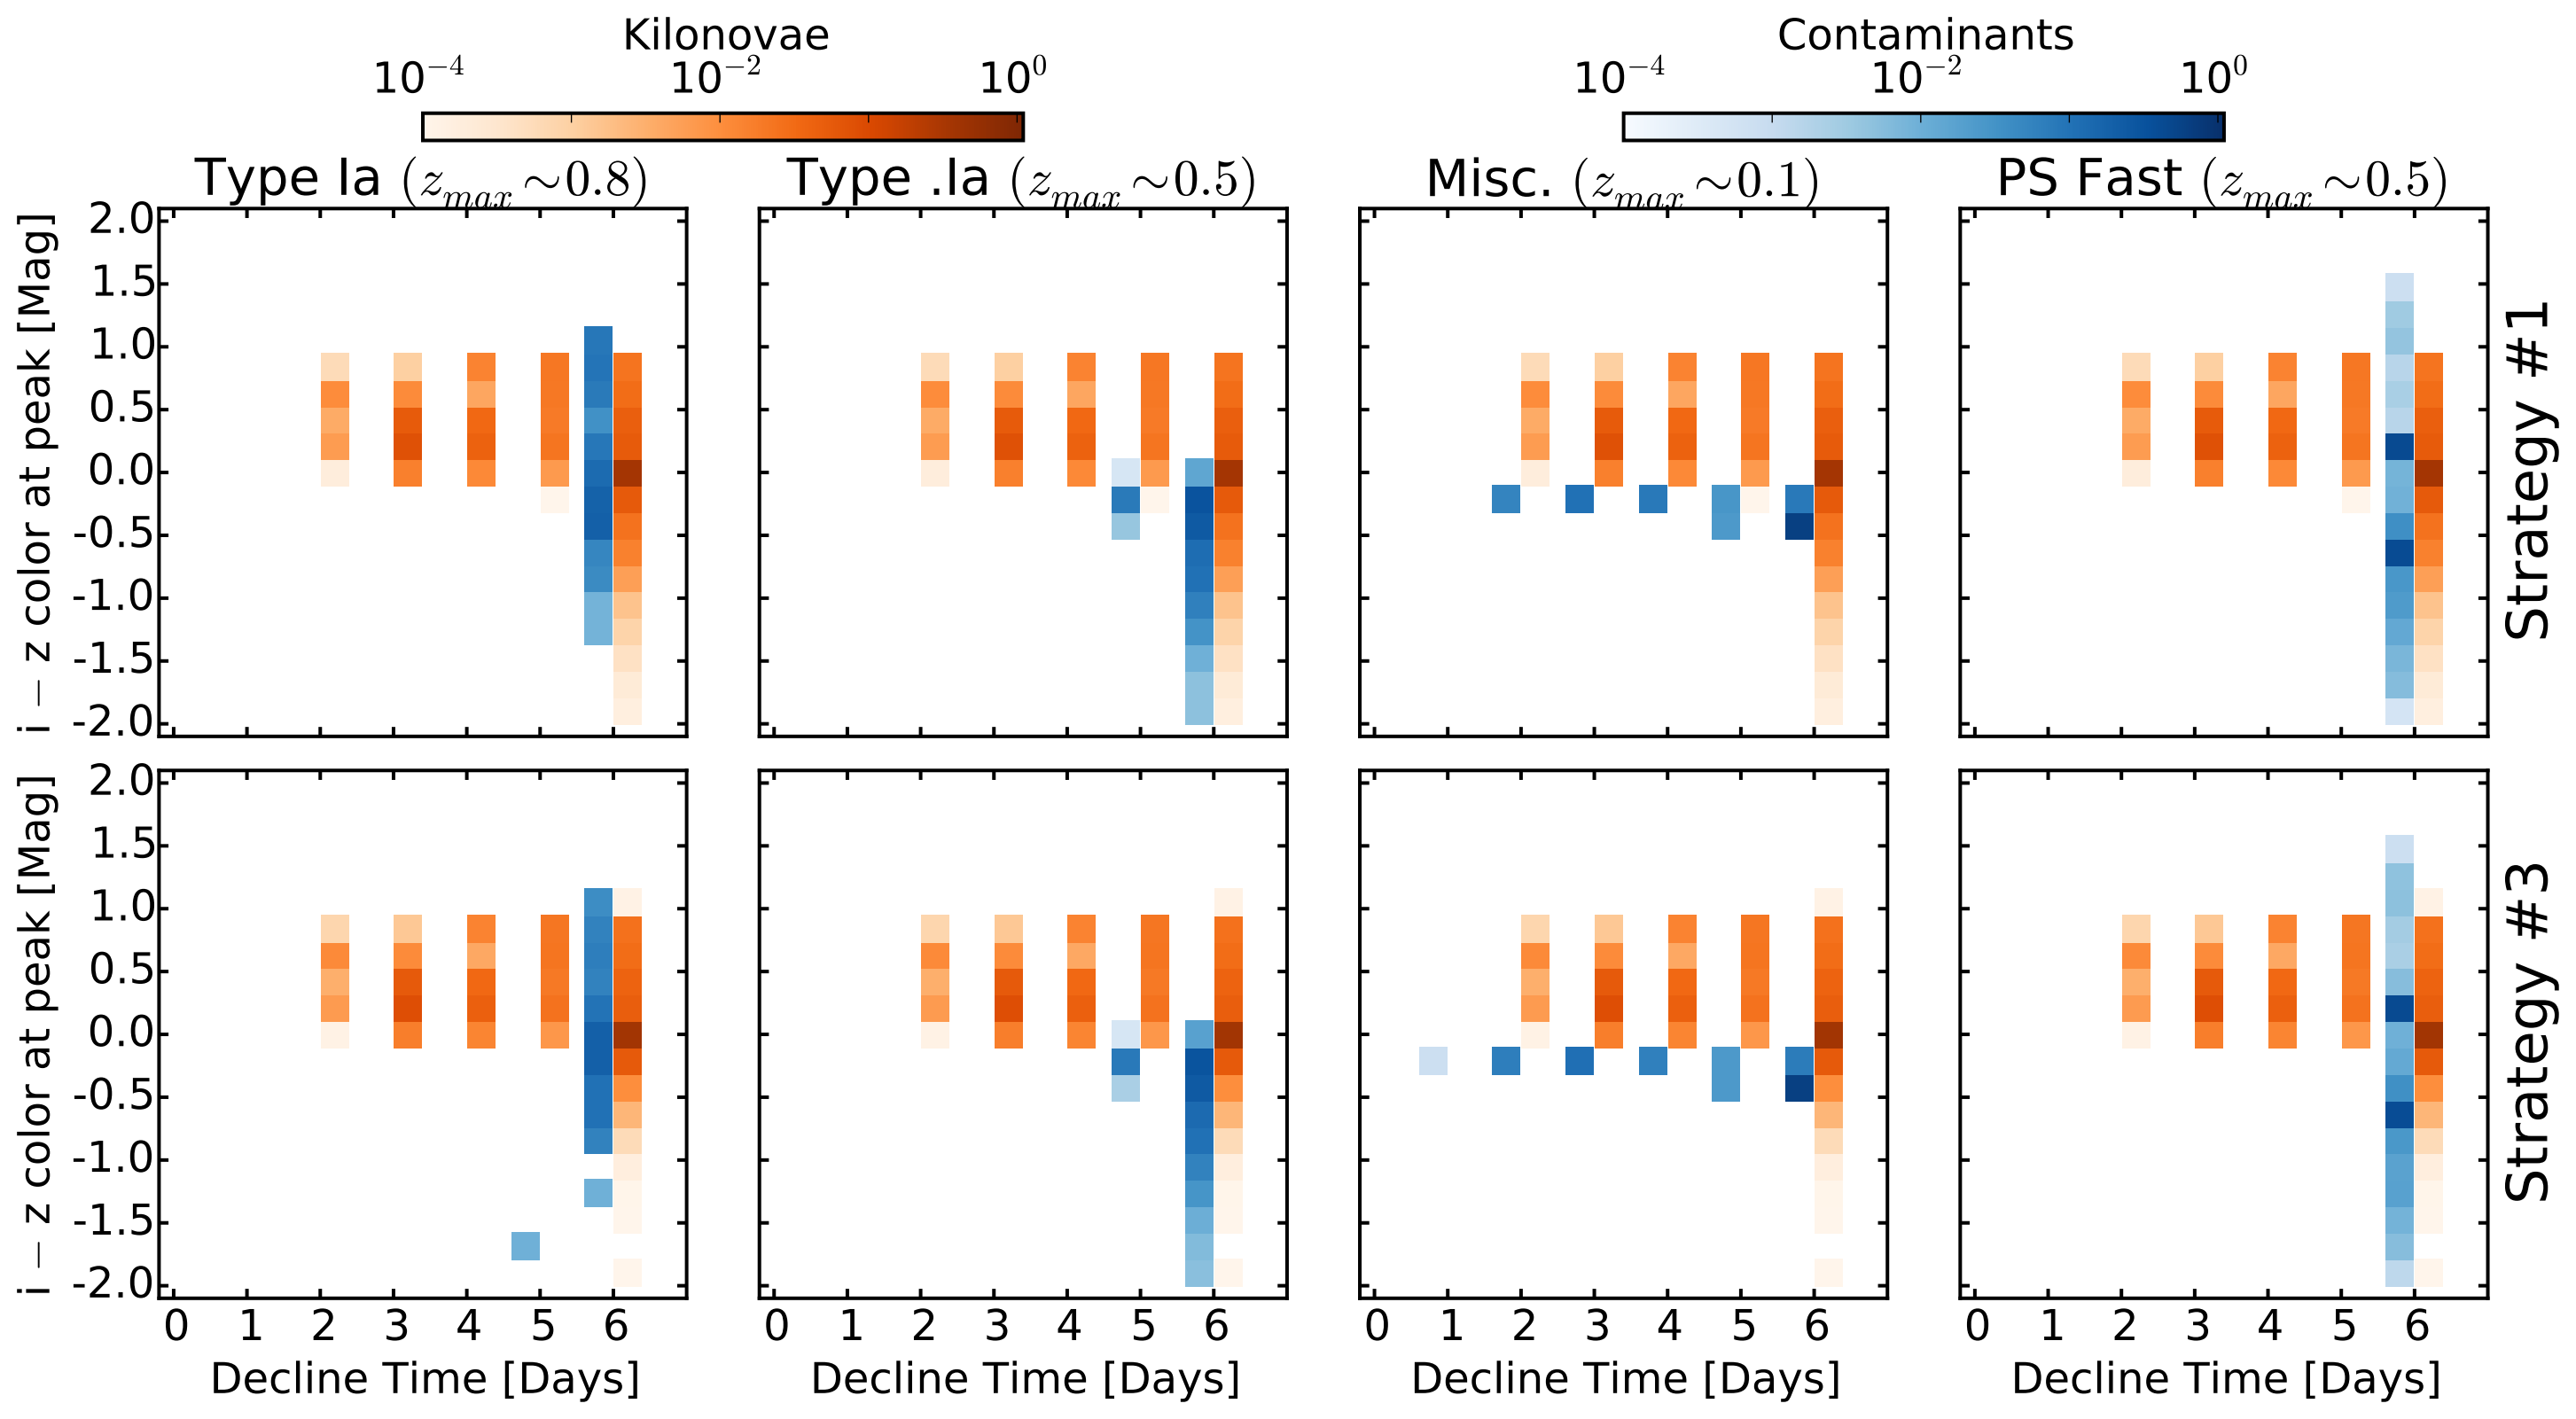 Kilonovae Contaminants
10⁻⁴ 10⁻² 10⁰ 10⁻⁴ 10⁻² 10⁰
Type Ia (z_max ~0.8) Type .Ia (z_max ~0.5) Misc. (z_max ~0.1) PS Fast (z_max ~0.5)
i − z color at peak [Mag]
2.0
1.5
1.0
0.5
0.0
-0.5
-1.0
-1.5
-2.0
Strategy #1
i − z color at peak [Mag]
2.0
1.5
1.0
0.5
0.0
-0.5
-1.0
-1.5
-2.0
Strategy #3
0 1 2 3 4 5 6 0 1 2 3 4 5 6 0 1 2 3 4 5 6 0 1 2 3 4 5 6
Decline Time [Days] Decline Time [Days] Decline Time [Days] Decline Time [Days]